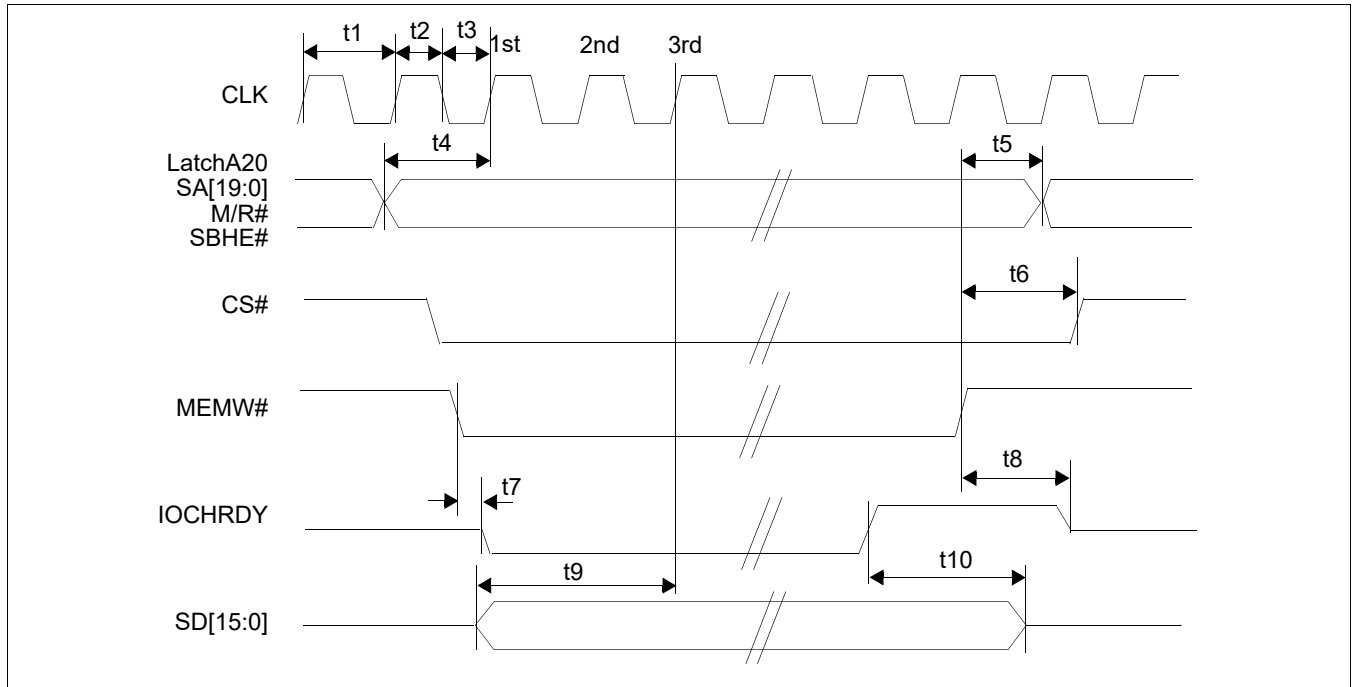 t1 t2 t3
1st 2nd 3rd
CLK
t4
t5
LatchA20
SA[19:0]
M/R#
SBHE#
t6
CS#
MEMW#
t8
t7
IOCHRDY
t9
t10
SD[15:0]